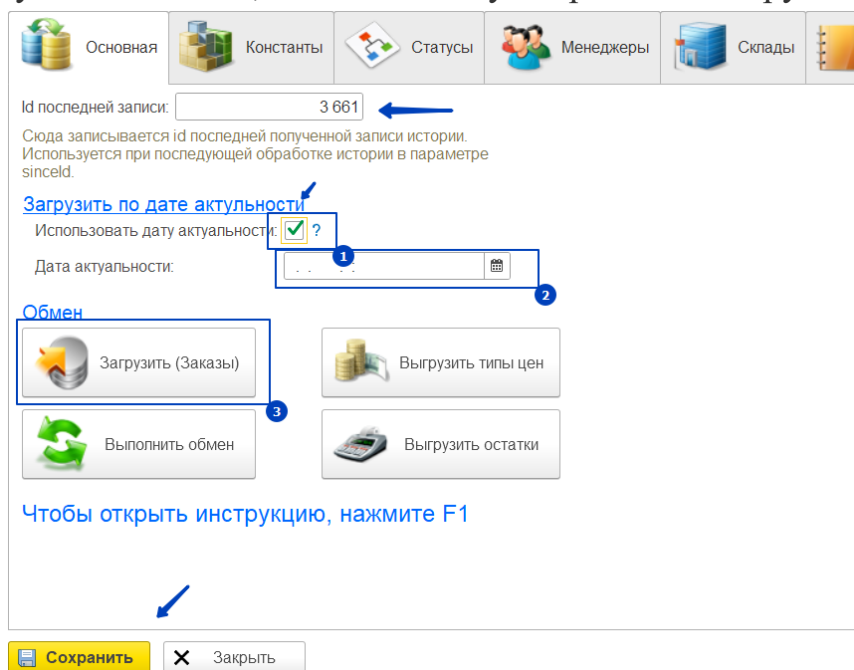 Основная
Константы
Статусы
Менеджеры
Склады
Id последней записи: 3 661
Сюда записывается id последней полученной записи истории.
Используется при последующей обработке истории в параметре
sinceId.
Загрузить по дате актульности
Использовать дату актуальности: ?
1
Дата актуальности: . . : :
2
Обмен
Загрузить (Заказы)
Выгрузить типы цен
3
Выполнить обмен
Выгрузить остатки
Чтобы открыть инструкцию, нажмите F1
Сохранить
Закрыть